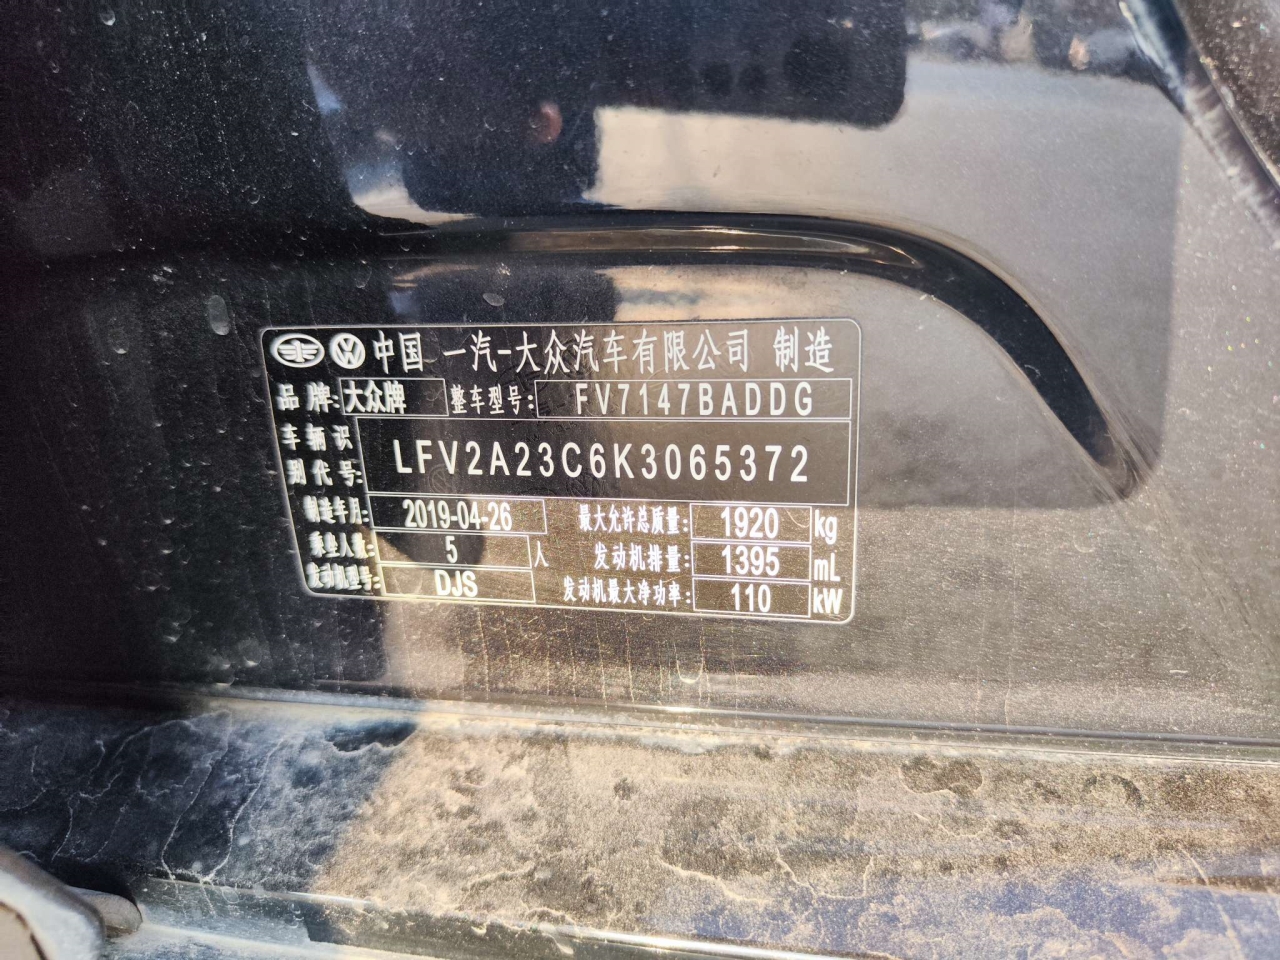 中国 一汽-大众汽车有限公司 制造
品牌: 大众牌 整车型号: FV7147BADDG
车辆识别代号: LFV2A23C6K3065372
制造年月: 2019-04-26 最大允许总质量: 1920 kg
乘坐人数: 5 人 发动机排量: 1395 mL
发动机型号: DJS 发动机最大净功率: 110 kW